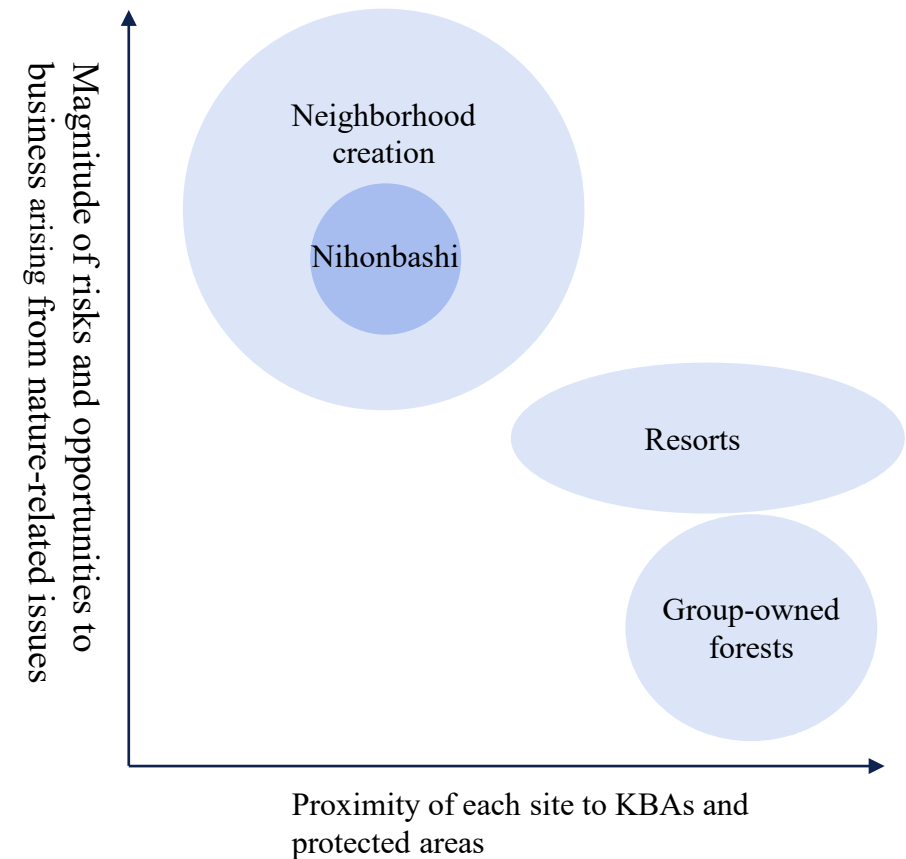 Magnitude of risks and opportunities to
business arising from nature-related issues
Neighborhood
creation
Nihonbashi
Resorts
Group-owned
forests
Proximity of each site to KBAs and
protected areas